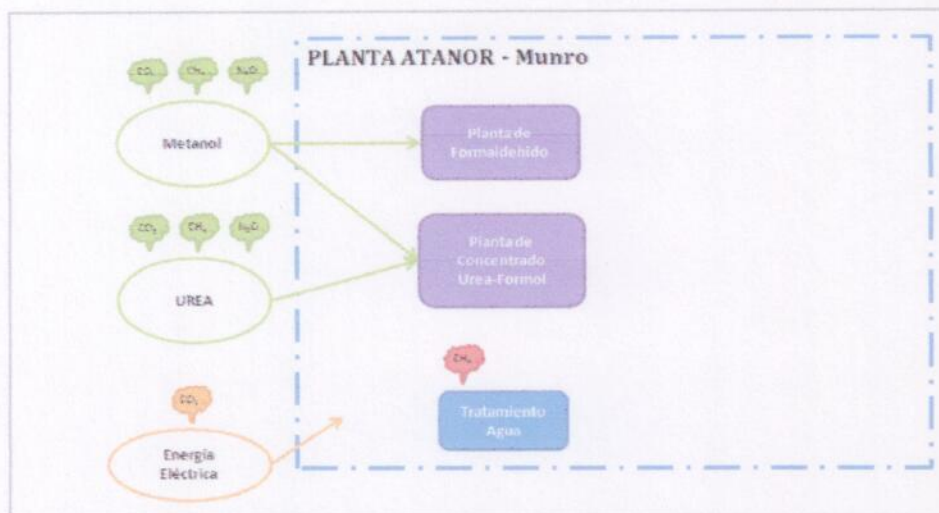 PLANTA ATANOR - Munro
CO₂ CH₄ N₂O
Metanol
Planta de
Formaldehido
CO₂ CH₄ N₂O
UREA
Planta de
Concentrado
Urea-Formol
CH₄
CO₂
Tratamiento
Agua
Energía
Eléctrica